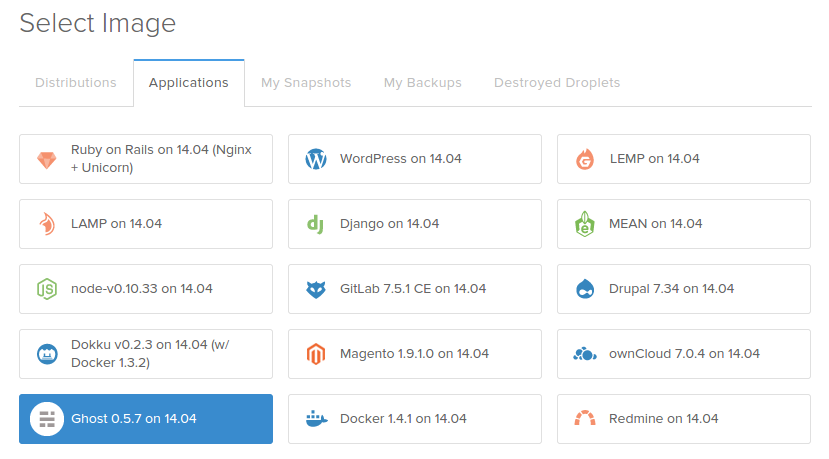 Select Image
Distributions
Applications
My Snapshots
My Backups
Destroyed Droplets
Ruby on Rails on 14.04 (Nginx
+ Unicorn)
WordPress on 14.04
LEMP on 14.04
LAMP on 14.04
Django on 14.04
MEAN on 14.04
node-v0.10.33 on 14.04
GitLab 7.5.1 CE on 14.04
Drupal 7.34 on 14.04
Dokku v0.2.3 on 14.04 (w/
Docker 1.3.2)
Magento 1.9.1.0 on 14.04
ownCloud 7.0.4 on 14.04
Ghost 0.5.7 on 14.04
Docker 1.4.1 on 14.04
Redmine on 14.04